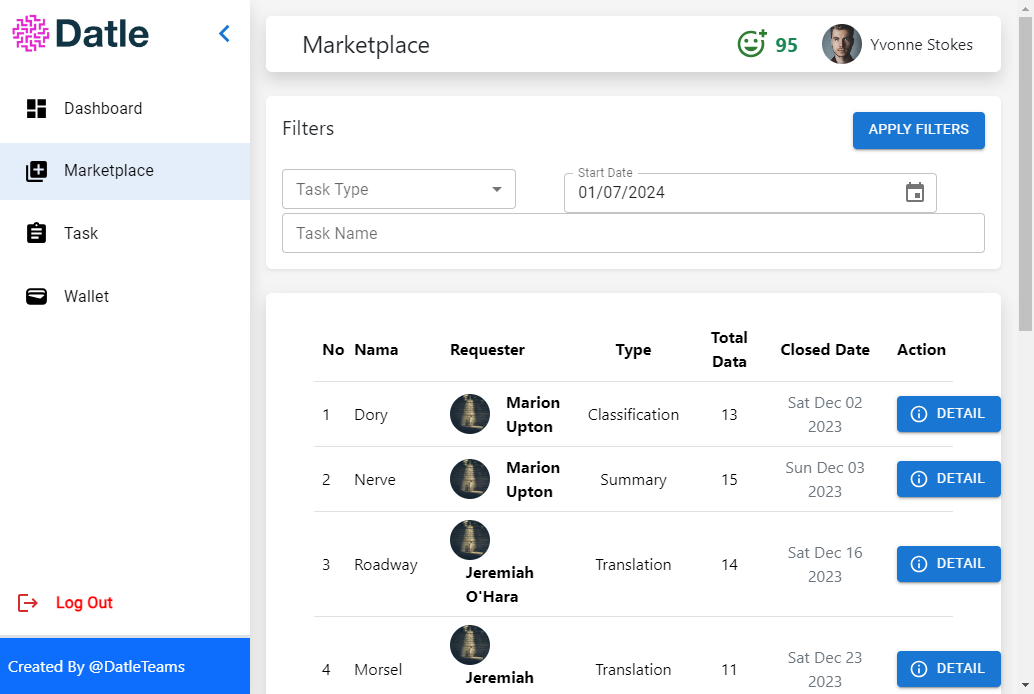 Datle
Marketplace
95
Yvonne Stokes
Dashboard
Marketplace
Task
Wallet
Log Out
Created By @DatleTeams
Filters
APPLY FILTERS
Task Type
Start Date
01/07/2024
Task Name
No Nama Requester Type Total Data Closed Date Action
1 Dory Marion Upton Classification 13 Sat Dec 02 2023 DETAIL
2 Nerve Marion Upton Summary 15 Sun Dec 03 2023 DETAIL
3 Roadway Jeremiah O'Hara Translation 14 Sat Dec 16 2023 DETAIL
4 Morsel Jeremiah Translation 11 Sat Dec 23 2023 DETAIL